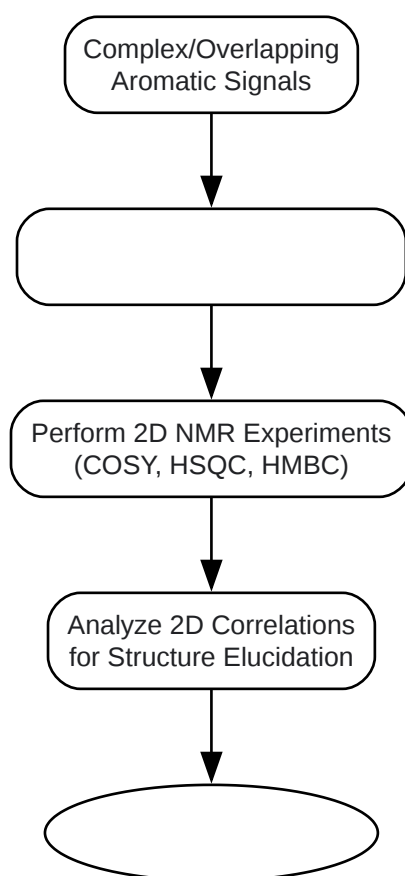 Complex/Overlapping
Aromatic Signals
Perform 2D NMR Experiments
(COSY, HSQC, HMBC)
Analyze 2D Correlations
for Structure Elucidation